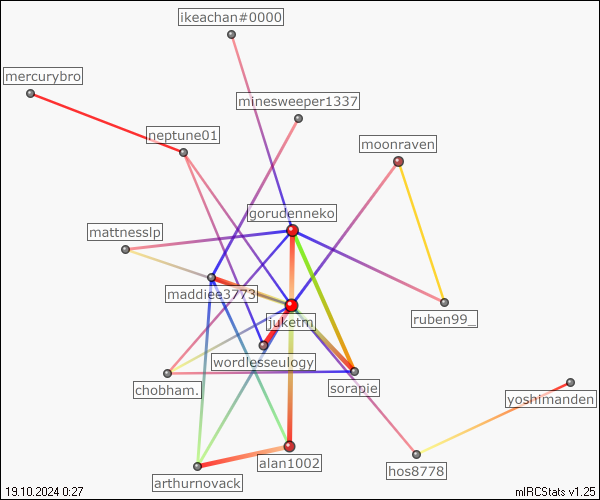 ikeachan#0000
mercurybro
minesweeper1337
neptune01
moonraven
gorudenneko
mattnesslp
maddiee3773
juketm
ruben99_
wordlesseulogy
chobham.
sorapie
yoshimanden
alan1002
hos8778
arthurnovack
19.10.2024 0:27
mIRCStats v1.25